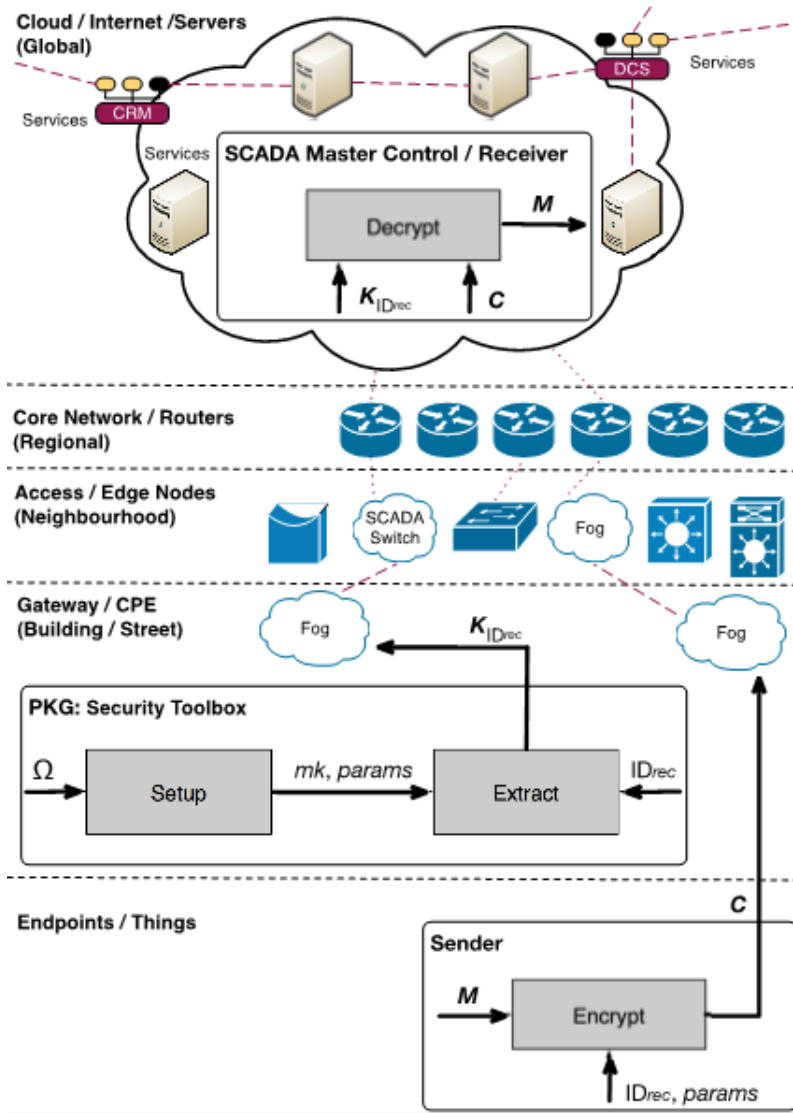 Cloud / Internet /Servers
(Global)
Services
DCS
Services
CRM
Services
SCADA Master Control / Receiver
Decrypt
M
KIDrec
C
Core Network / Routers
(Regional)
Access / Edge Nodes
(Neighbourhood)
SCADA
Switch
Fog
Gateway / CPE
(Building / Street)
Fog
KIDrec
Fog
PKG: Security Toolbox
Ω
Setup
mk, params
Extract
IDrec
Endpoints / Things
C
Sender
M
Encrypt
IDrec, params